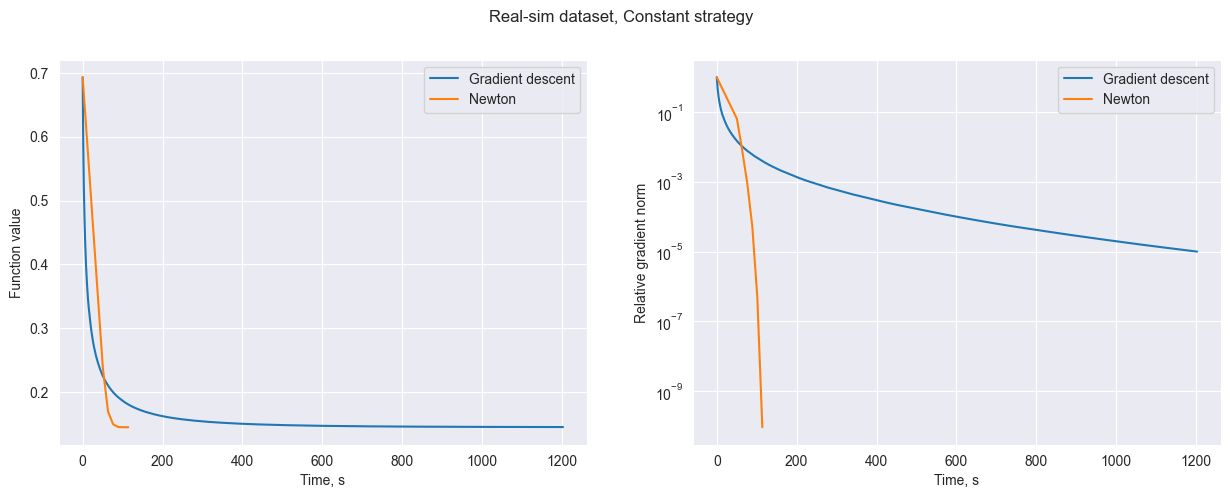 Real-sim dataset, Constant strategy
Function value
0.7
0.6
0.5
0.4
0.3
0.2
0 200 400 600 800 1000 1200
Time, s
Gradient descent
Newton
Relative gradient norm
10⁻¹
10⁻³
10⁻⁵
10⁻⁷
10⁻⁹
0 200 400 600 800 1000 1200
Time, s
Gradient descent
Newton